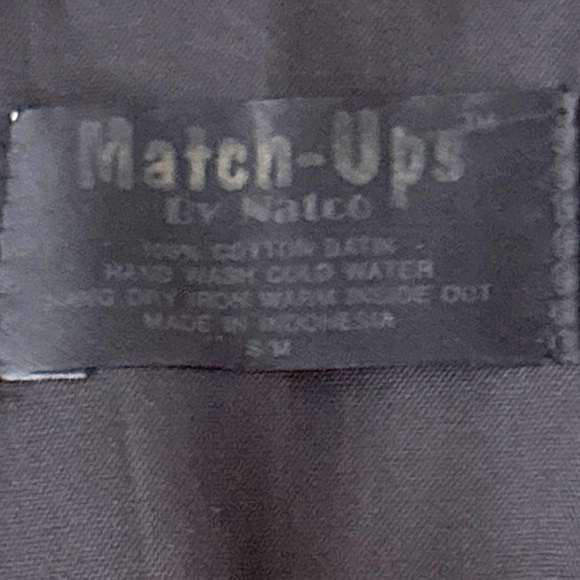 Match-Ups™
By Natco
100% COTTON BATIK
HAND WASH COLD WATER
HANG DRY IRON WARM INSIDE OUT
MADE IN INDONESIA
S/M